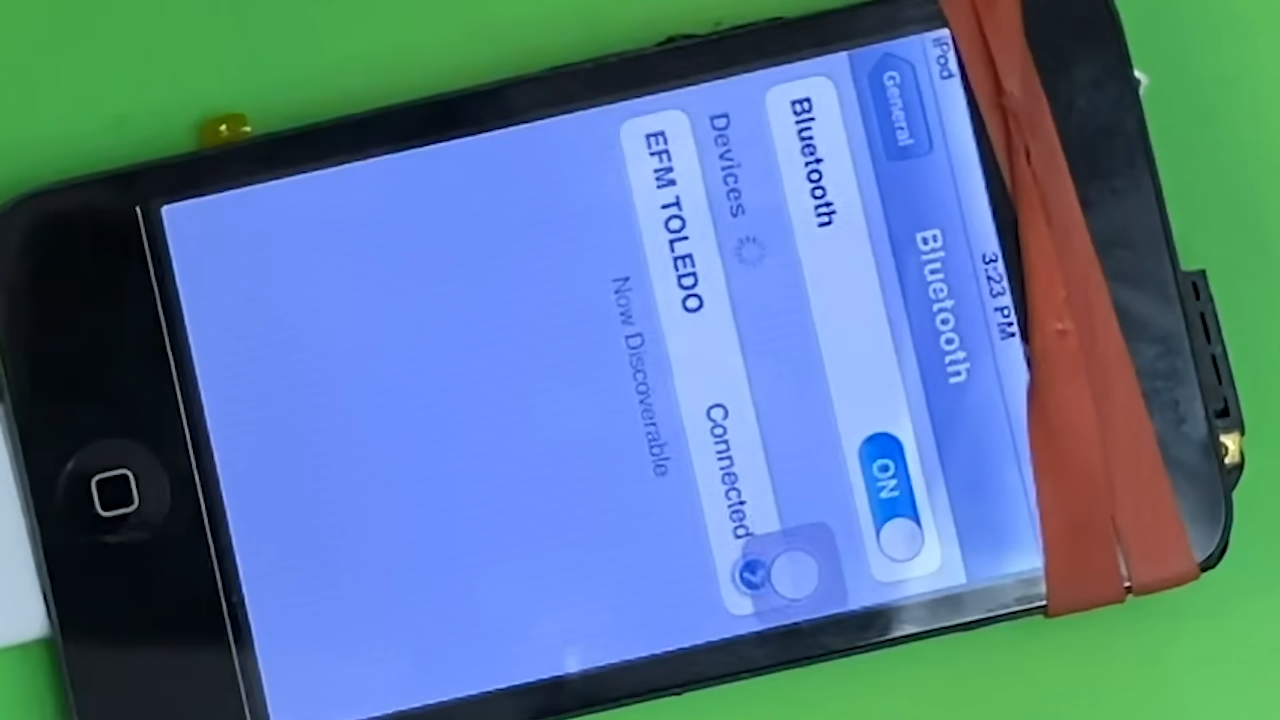 iPod 3:23 PM
General Bluetooth
Bluetooth ON
Devices
EFM TOLEDO Connected
Now Discoverable